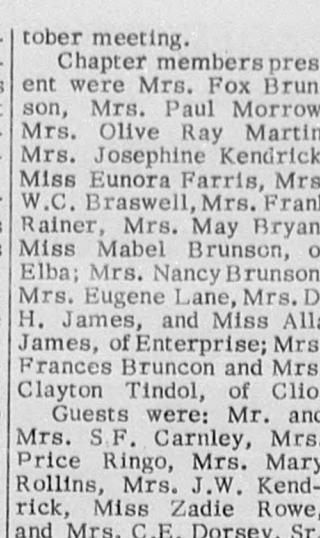 tober meeting.
Chapter members pres
ent were Mrs. Fox Brun
son, Mrs. Paul Morrow
Mrs. Olive Ray Martin
Mrs. Josephine Kendrick
Miss Eunora Farris, Mrs
W.C. Braswell, Mrs. Frank
Rainer, Mrs. May Bryan
Miss Mabel Brunson, o
Elba; Mrs. Nancy Brunson
Mrs. Eugene Lane, Mrs. D
H. James, and Miss Alla
James, of Enterprise; Mrs
Frances Bruncon and Mrs
Clayton Tindol, of Clio
Guests were: Mr. and
Mrs. S.F. Carnley, Mrs.
Price Ringo, Mrs. Mary
Rollins, Mrs. J.W. Kend-
rick, Miss Zadie Rowe,
and Mrs. C.E. Dorsey, Sr.